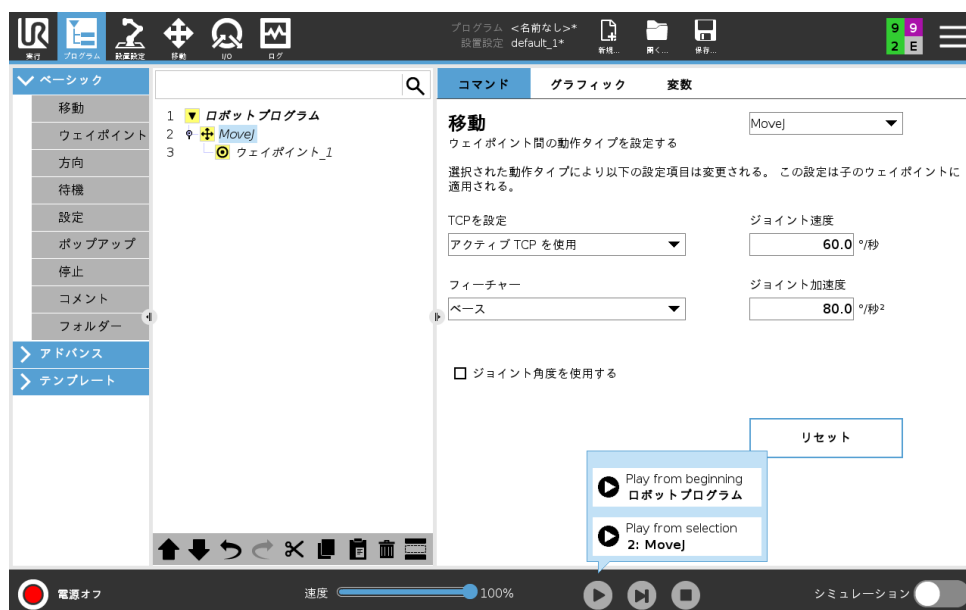 UR
実行
プログラム
設置設定
移動
I/O
ログ
プログラム <名前なし>*
設置設定 default_1*
新規...
開く...
保存...
9 9
2 E
ベーシック
移動
ウェイポイント
方向
待機
設定
ポップアップ
停止
コメント
フォルダー
アドバンス
テンプレート
1 ロボットプログラム
2 MoveJ
3 ウェイポイント_1
コマンド グラフィック 変数
移動
MoveJ
ウェイポイント間の動作タイプを設定する
選択された動作タイプにより以下の設定項目は変更される。 この設定は子のウェイポイントに
適用される。
TCPを設定
アクティブ TCP を使用
ジョイント速度
60.0 °/秒
フィーチャー
ベース
ジョイント加速度
80.0 °/秒²
ジョイント角度を使用する
リセット
Play from beginning
ロボットプログラム
Play from selection
2: MoveJ
電源オフ
速度
100%
シミュレーション